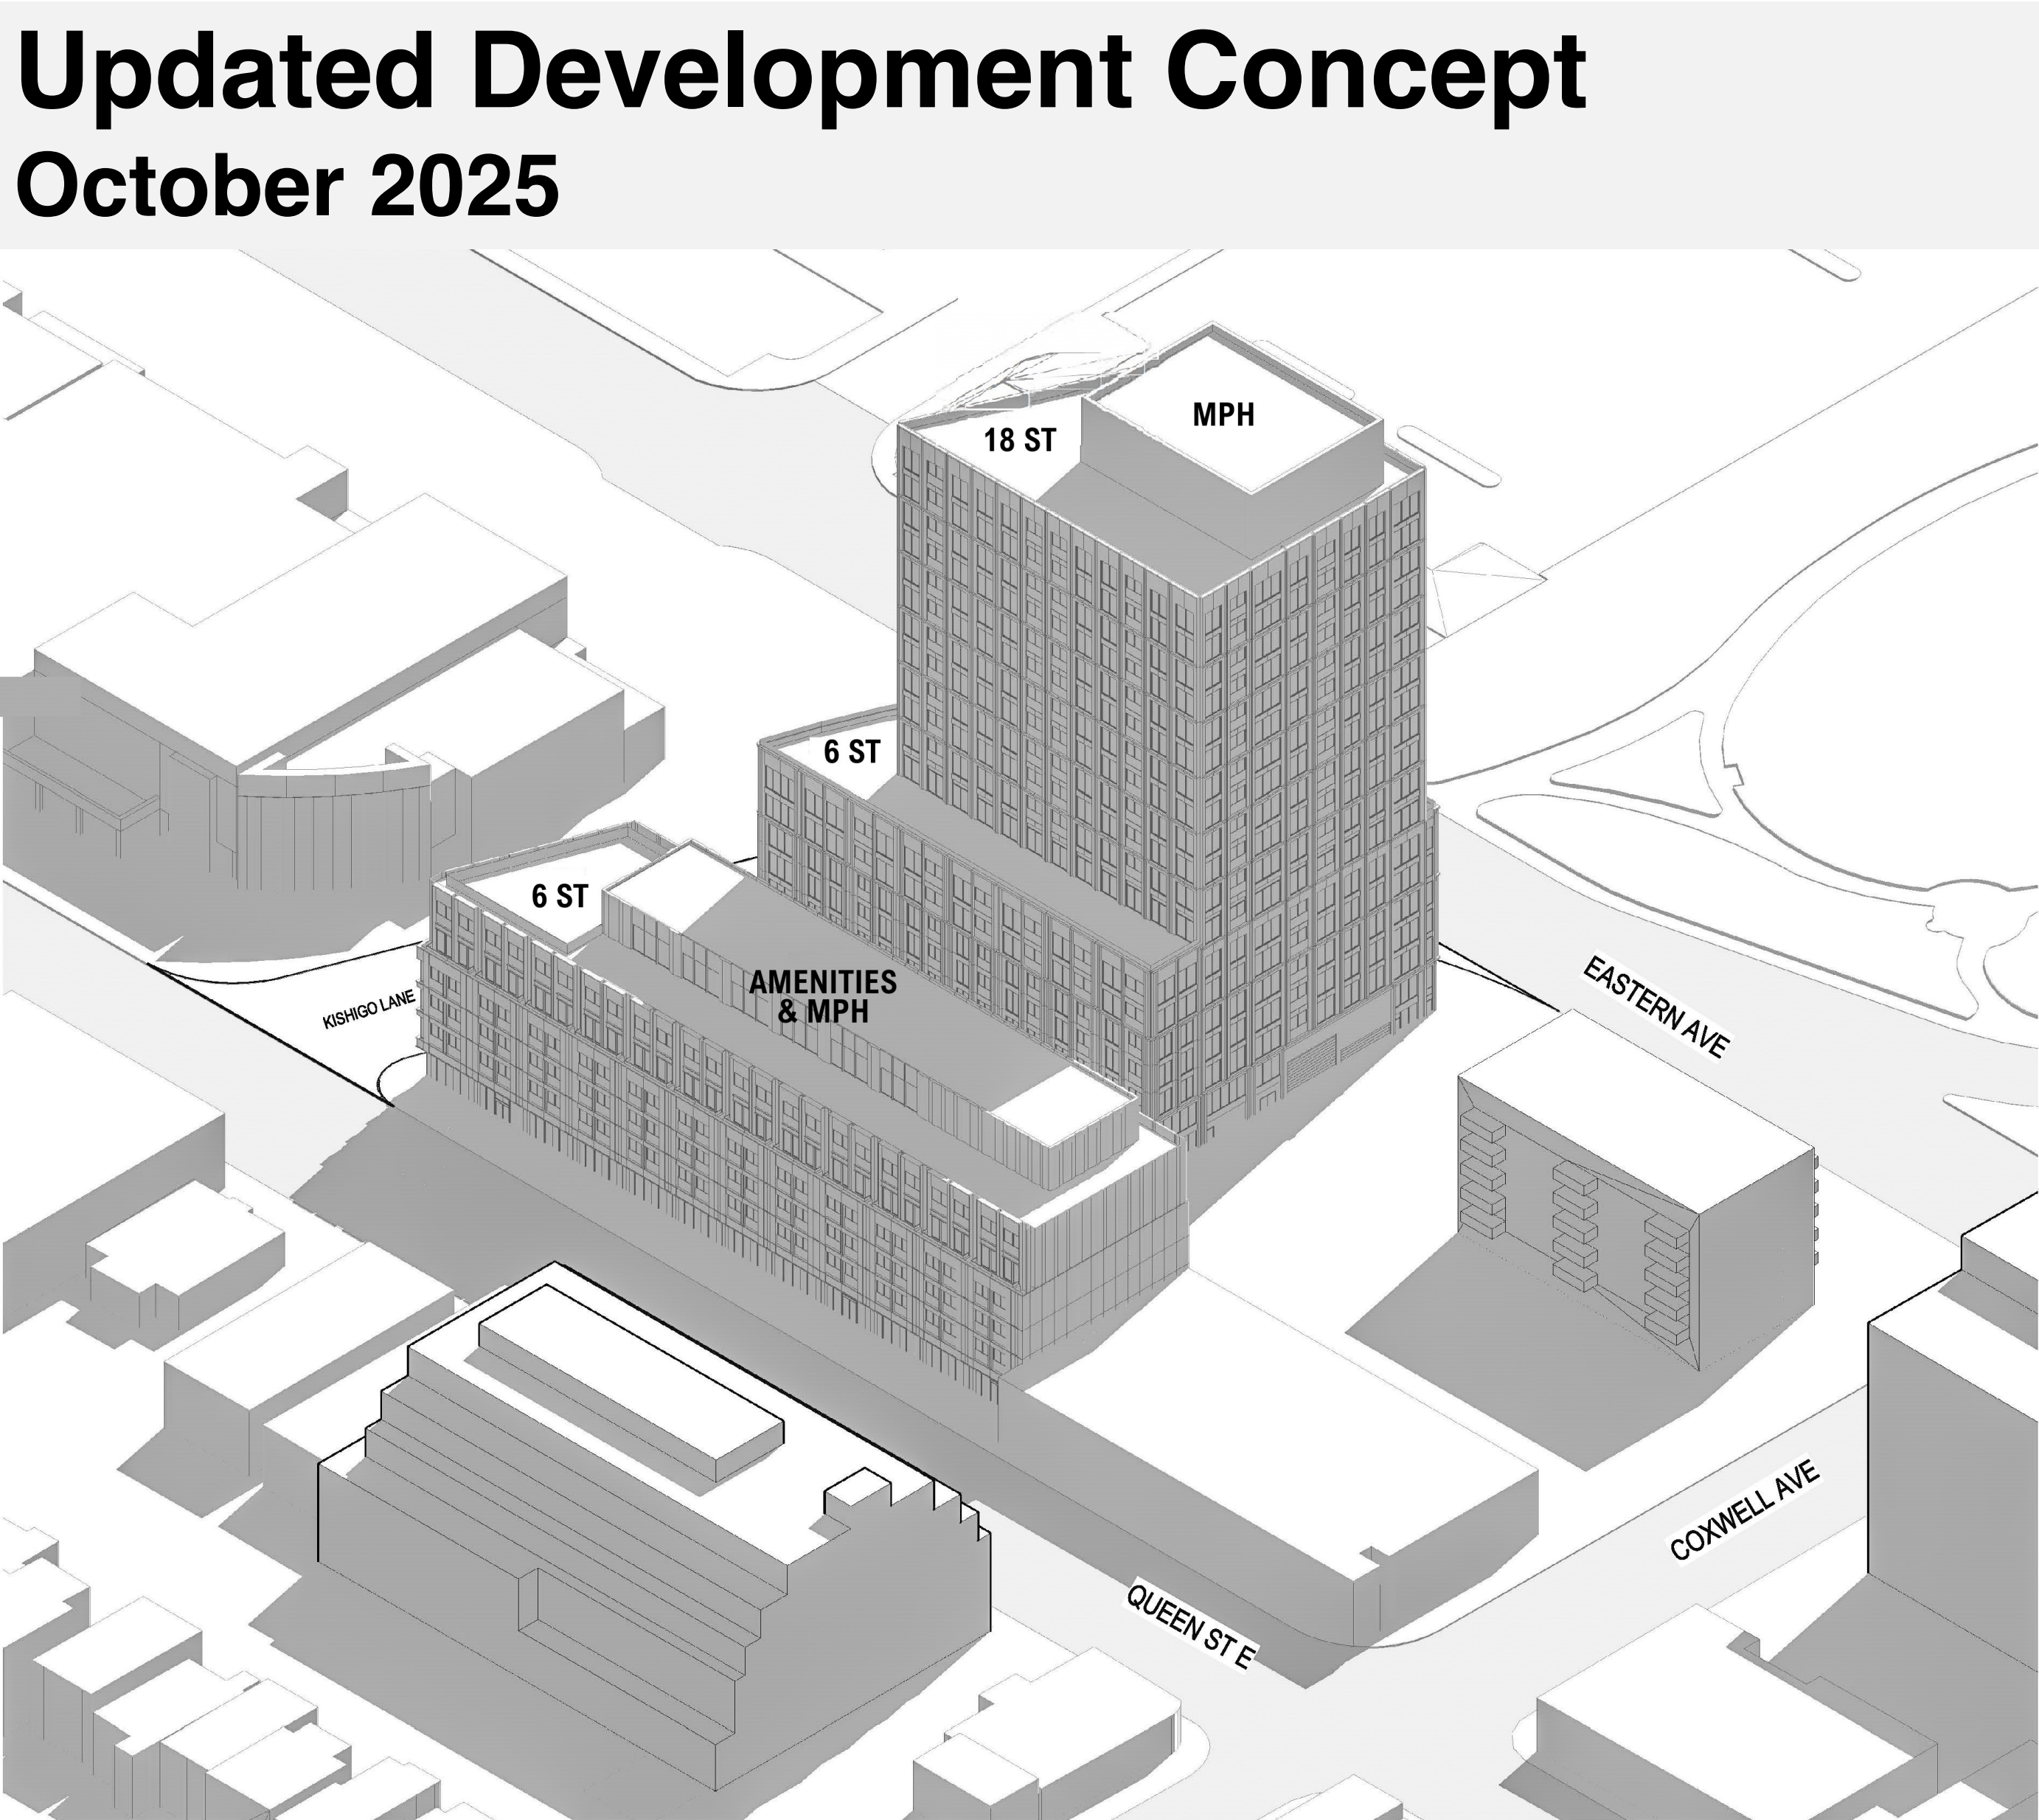 Updated Development Concept
October 2025
MPH
18 ST
6 ST
6 ST
AMENITIES
& MPH
KISHIGO LANE
EASTERN AVE
COXWELL AVE
QUEEN ST E